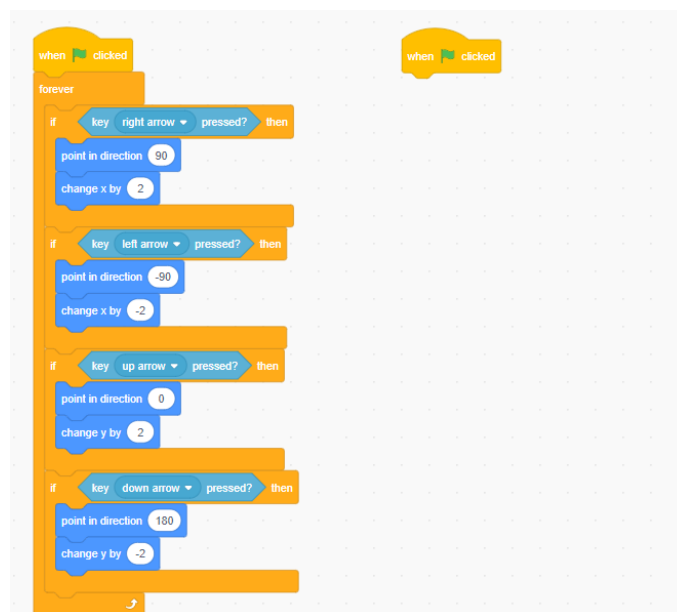 when clicked
forever
if key right arrow pressed? then
point in direction 90
change x by 2
if key left arrow pressed? then
point in direction -90
change x by -2
if key up arrow pressed? then
point in direction 0
change y by 2
if key down arrow pressed? then
point in direction 180
change y by -2
when clicked